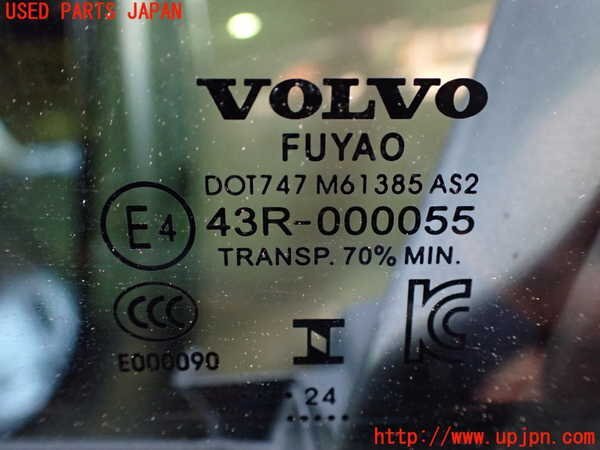 USED PARTS JAPAN
VOLVO
FUYAO
DOT747 M61385 AS2
E4 43R-000055
TRANSP. 70% MIN.
CCC KC
E000090
24
http://www.upjpn.com/